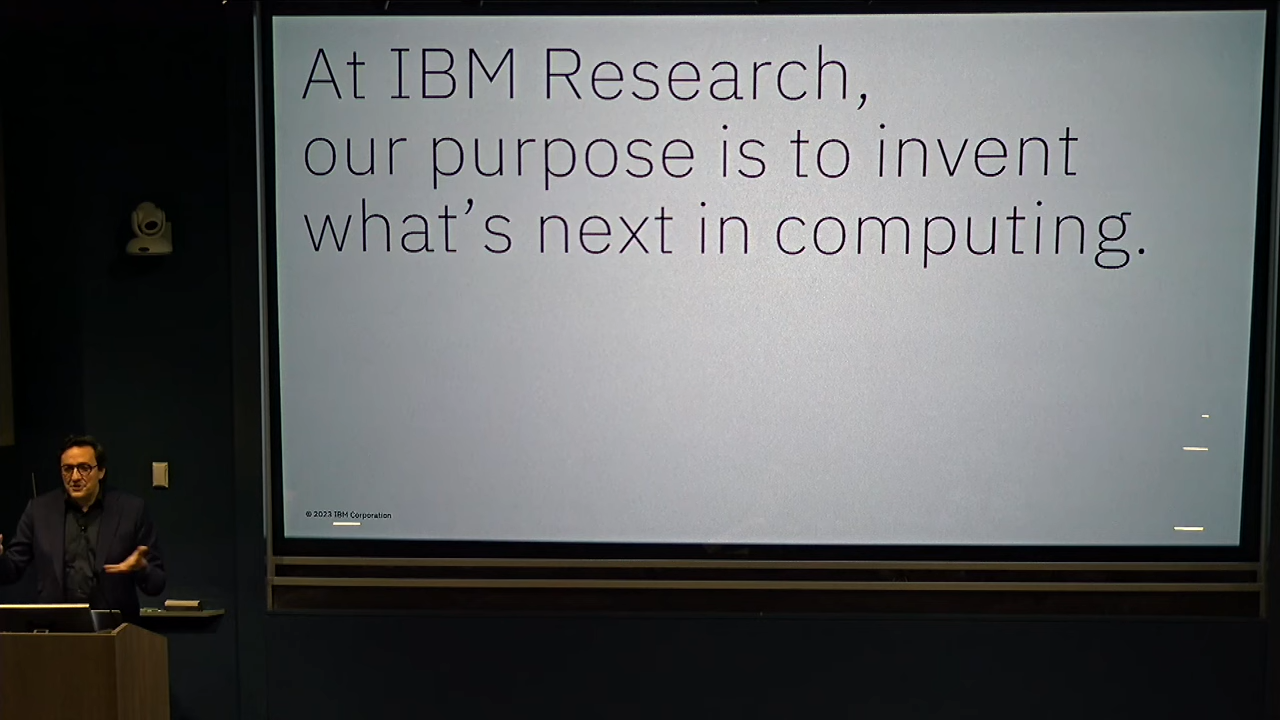 At IBM Research,
our purpose is to invent
what’s next in computing.
© 2023 IBM Corporation